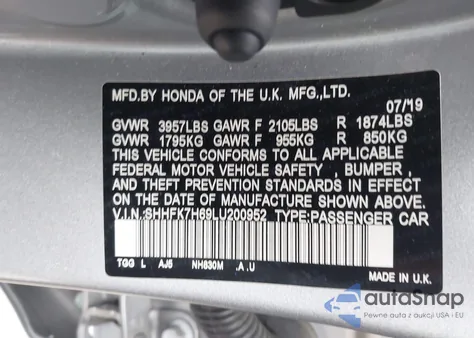 MFD.BY HONDA OF THE U.K. MFG.,LTD.
07/19
GVWR 3957LBS GAWR F 2105LBS R 1874LBS
GVWR 1795KG GAWR F 955KG R 850KG
THIS VEHICLE CONFORMS TO ALL APPLICABLE
FEDERAL MOTOR VEHICLE SAFETY , BUMPER ,
AND THEFT PREVENTION STANDARDS IN EFFECT
ON THE DATE OF MANUFACTURE SHOWN ABOVE.
V.I.N.:SHHFK7H69LU200952 TYPE:PASSENGER CAR
TGG L AJ5 NH830M .A.U
MADE IN U.K.
autasnap
Pewne auta z aukcji USA i EU